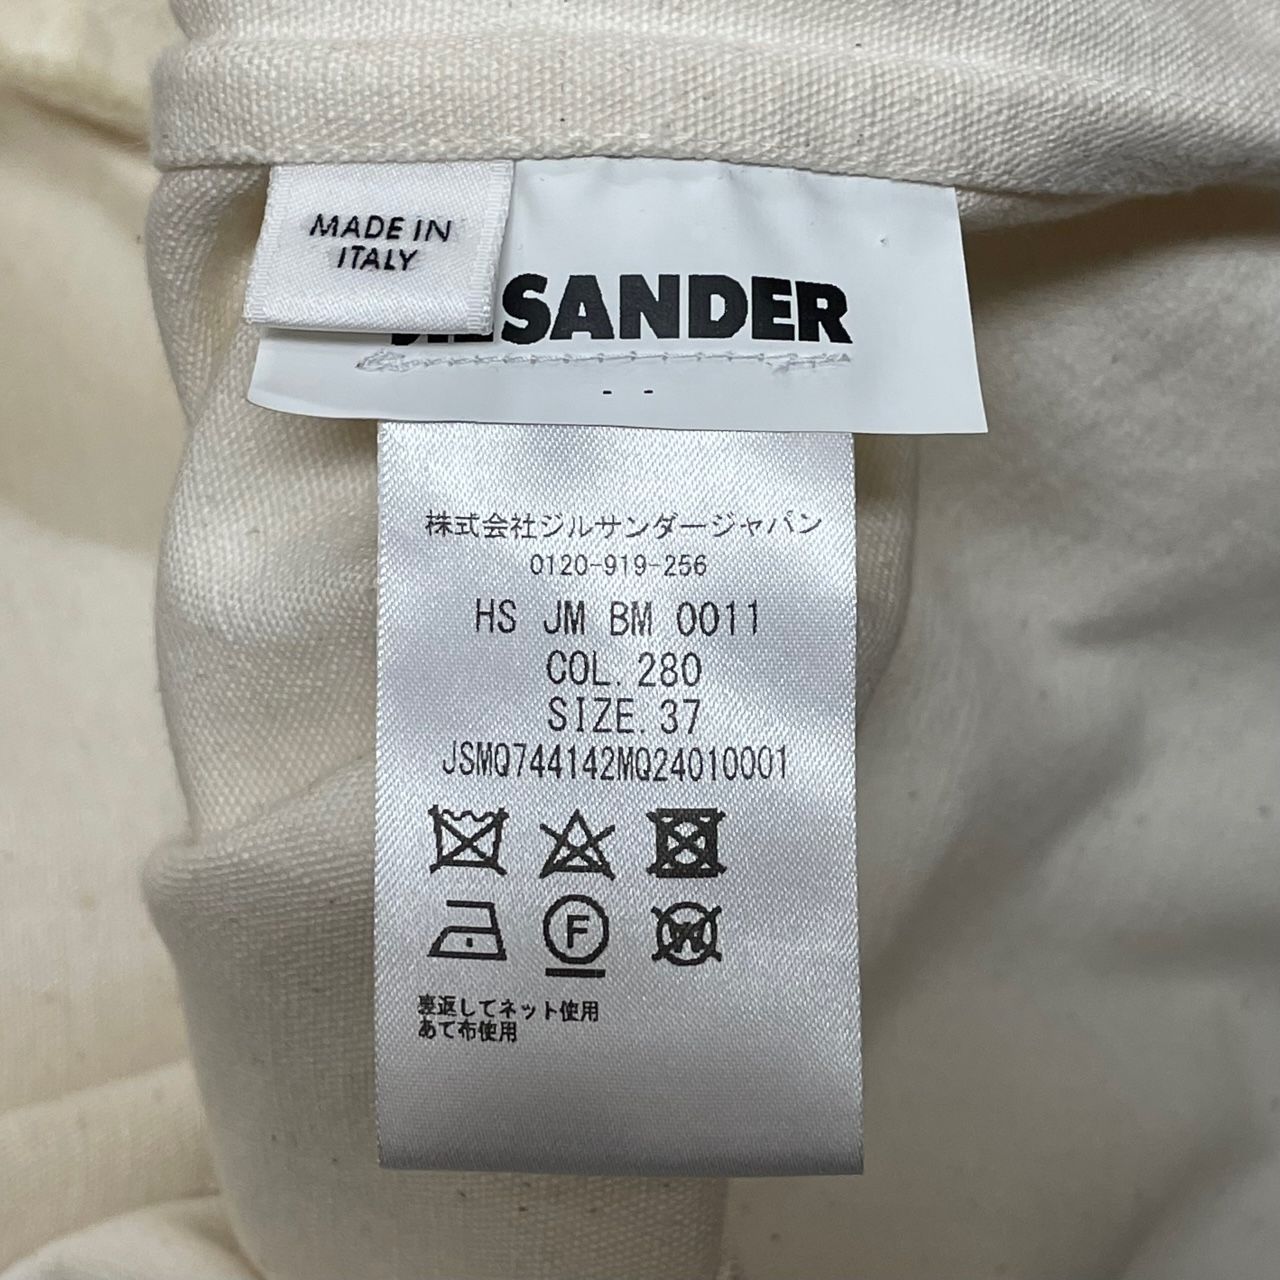 MADE IN
ITALY
SANDER
- -
株式会社ジルサンダージャパン
0120-919-256
HS JM BM 0011
COL. 280
SIZE. 37
JSMQ744142MQ24010001
F
W
裏返してネット使用
あて布使用